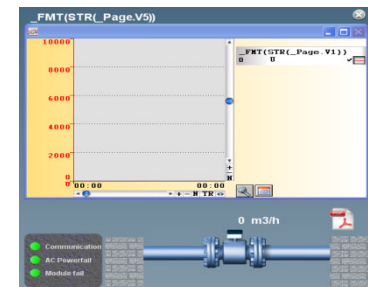 _FMT(STR(_Page.V5))
10000
8000
6000
4000
2000
0
00:00 00:00
+ - N TR
+
N
_FMT(STR(_Page.V1))
0 U
0 m3/h
Communication
AC Powerfail
Module fail